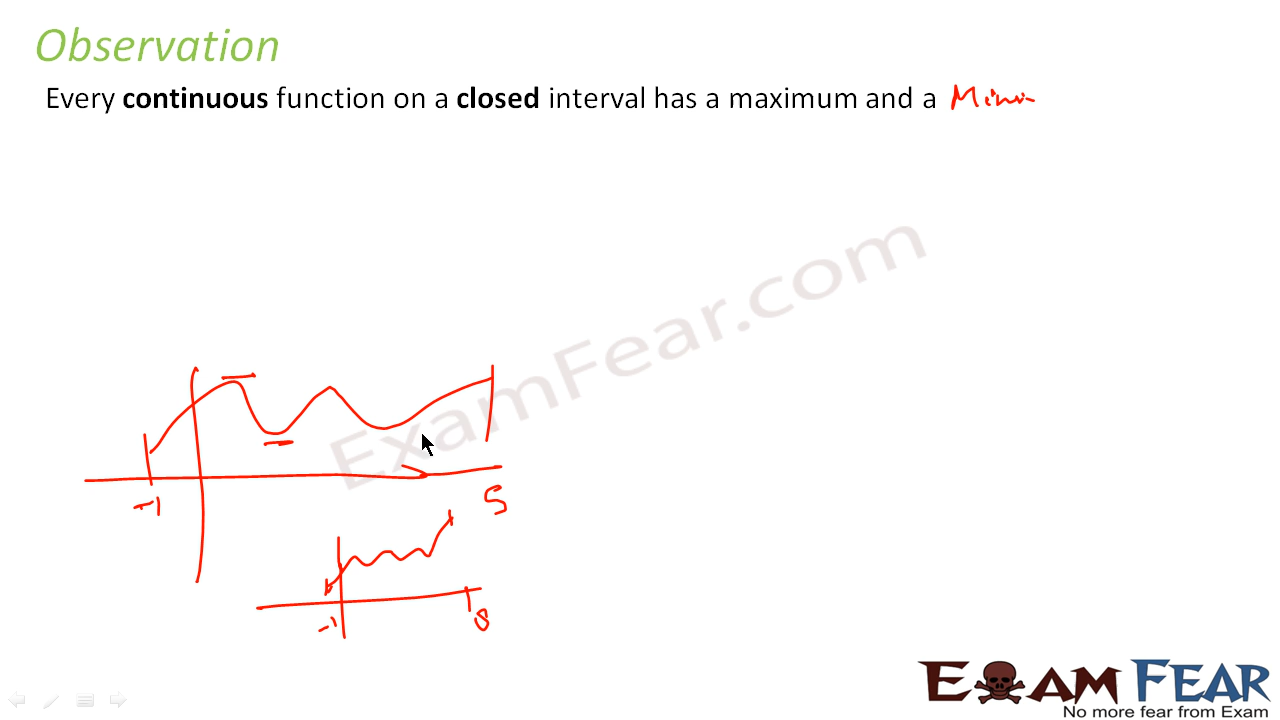 Observation
Every continuous function on a closed interval has a maximum and a Mini
ExamFear.com
-1
5
-1
8
EXAM FEAR
No more fear from Exam